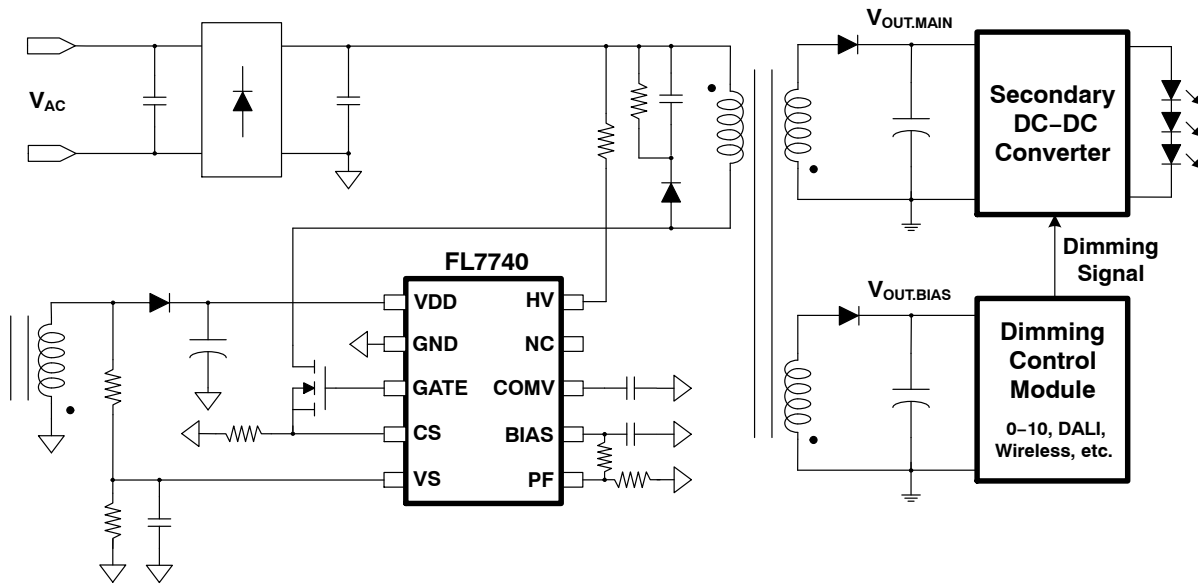 VOUT.MAIN
VAC
Secondary
DC−DC
Converter
Dimming
Signal
FL7740
VDD
HV
GND
NC
GATE
COMV
CS
BIAS
VS
PF
VOUT.BIAS
Dimming
Control
Module
0−10, DALI,
Wireless, etc.